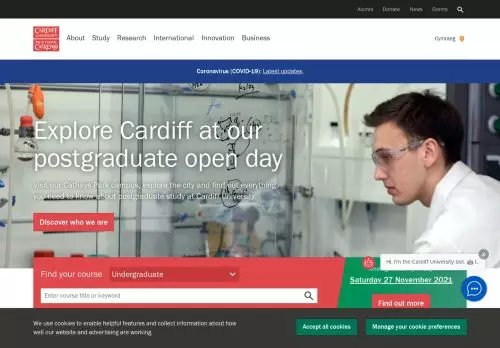 Alumni Donate News Events
CARDIFF
UNIVERSITY
PRIFYSGOL
CAERDYDD
About Study Research International Innovation Business
Cymraeg
Coronavirus (COVID-19): Latest updates.
Explore Cardiff at our
postgraduate open day
Visit our Cathays Park campus, explore the city and find out everything
you need to know about postgraduate study at Cardiff University.
Discover who we are
Hi. I'm the Cardiff University bot.
Find your course Undergraduate
Saturday 27 November 2021
Enter course title or keyword
Find out more
We use cookies to enable helpful features and collect information about how
well our website and advertising are working.
Accept all cookies
Manage your cookie preferences